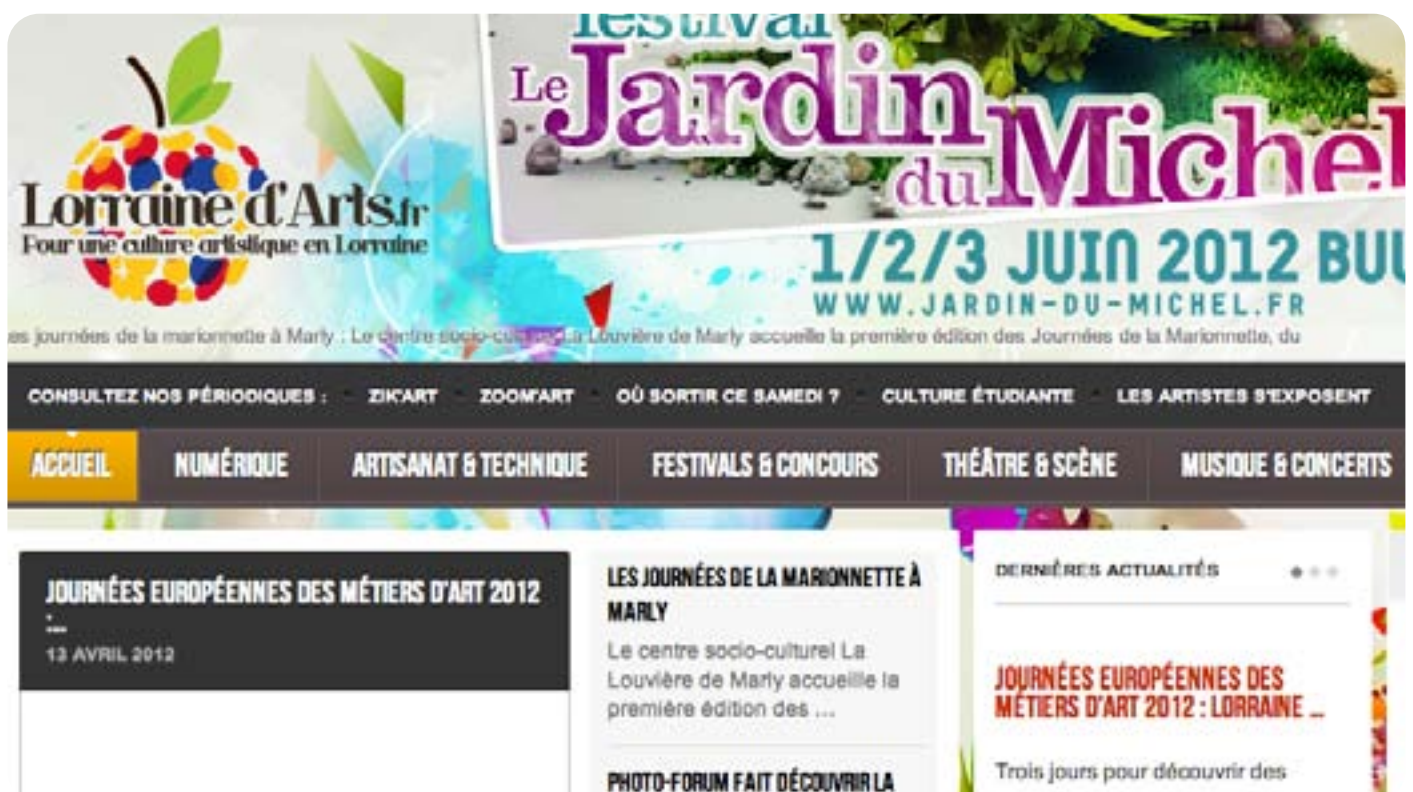 festival
Le Jardin
du Michel
Lorraine d'Arts.fr
Pour une culture artistique en Lorraine
1/2/3 JUIN 2012
WWW.JARDIN-DU-MICHEL.FR
es journées de la marionnette à Marly : Le centre socio-culturel La Louvière de Marly accueille la première édition des Journées de la Marionnette, du
CONSULTEZ NOS PÉRIODIQUES : ZIK'ART ZOOM'ART OÙ SORTIR CE SAMEDI ? CULTURE ÉTUDIANTE LES ARTISTES S'EXPOSENT
ACCUEIL NUMÉRIQUE ARTISANAT & TECHNIQUE FESTIVALS & CONCOURS THÉÂTRE & SCÈNE MUSIQUE & CONCERTS
JOURNÉES EUROPÉENNES DES MÉTIERS D'ART 2012
:...
13 AVRIL 2012
LES JOURNÉES DE LA MARIONNETTE À
MARLY
Le centre socio-culturel La
Louvière de Marly accueille la
première édition des ...
PHOTO-FORUM FAIT DÉCOUVRIR LA
DERNIÈRES ACTUALITÉS
JOURNÉES EUROPÉENNES DES
MÉTIERS D'ART 2012 : LORRAINE ...
Trois jours pour découvrir des